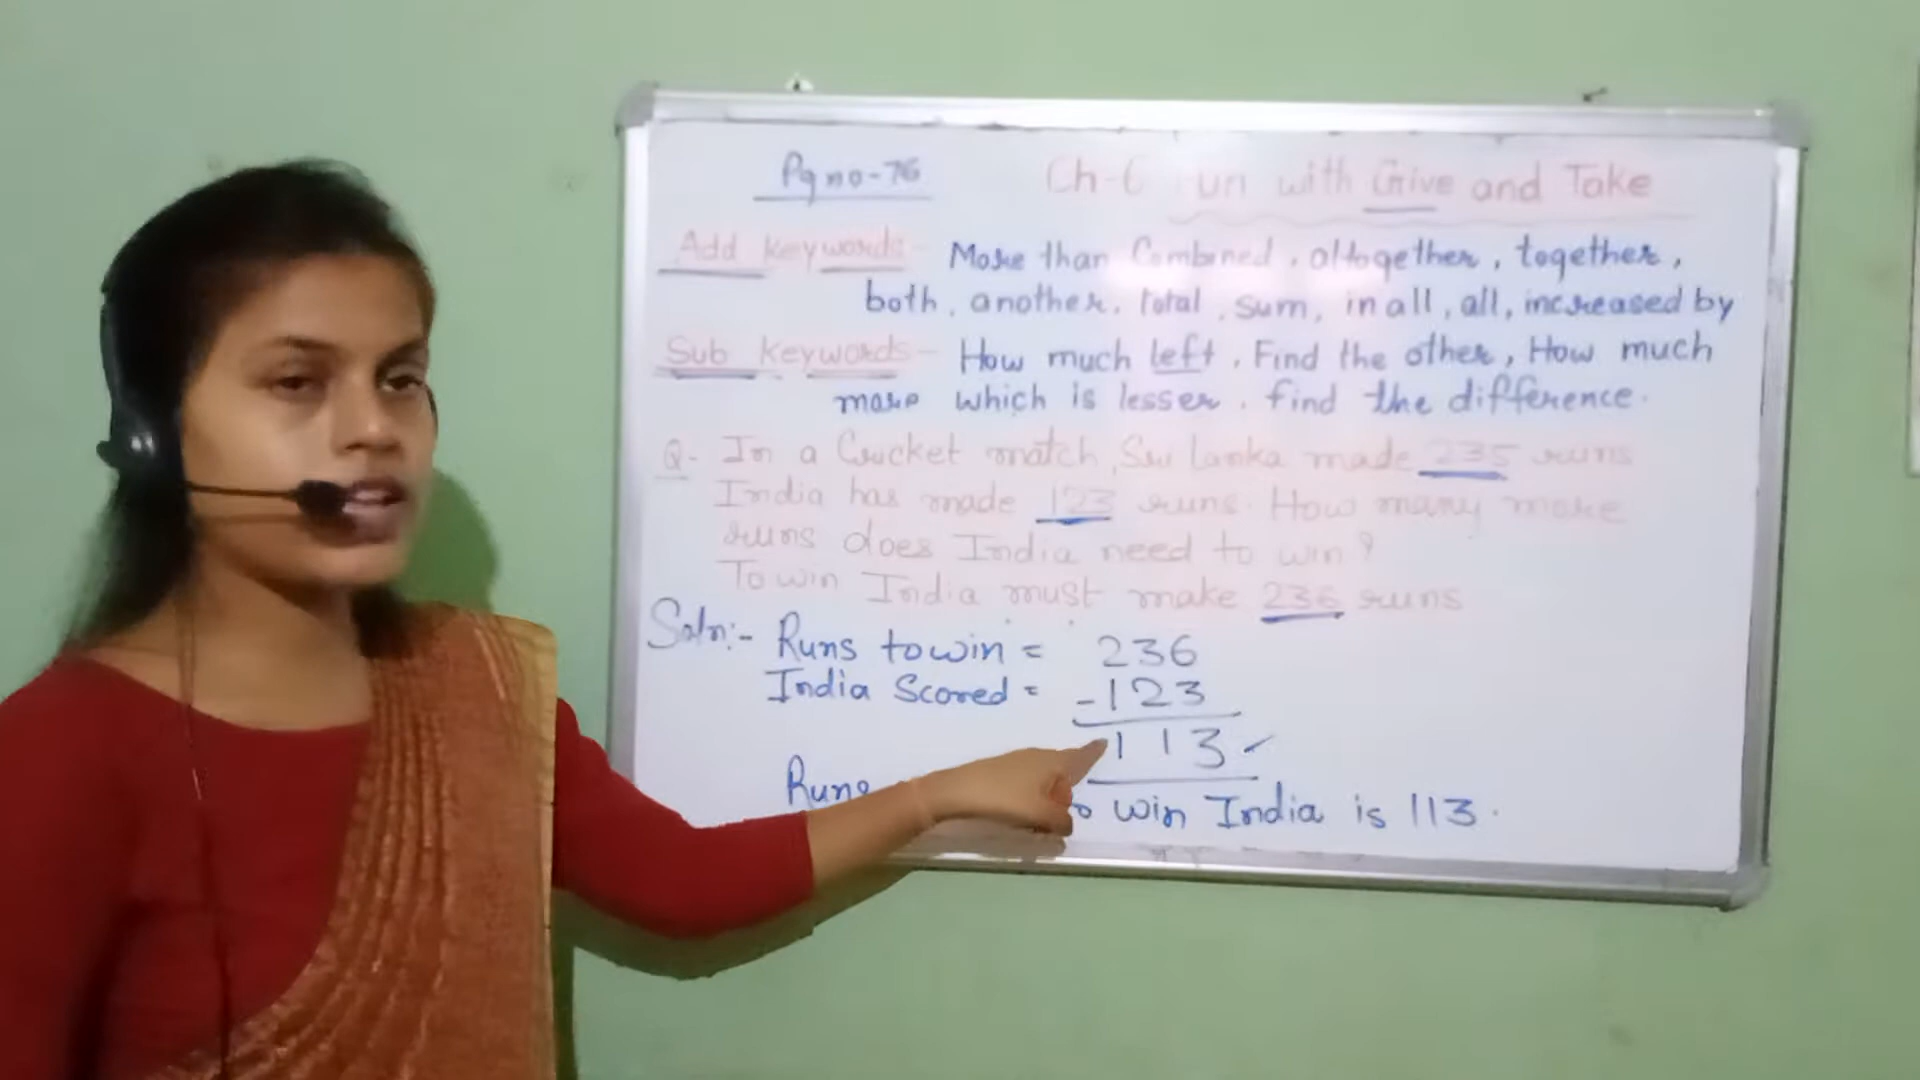 Pg no-76
Ch-6 Fun with Give and Take
Add keywords- More than Combined, altogether, together,
both, another, total, sum, in all, all, increased by
Sub keywords- How much left, Find the other, How much
more which is lesser. find the difference.
Q- In a Cricket match, Sri Lanka made 235 runs
India has made 123 runs. How many more
runs does India need to win?
To win India must make 236 runs
Soln:- Runs to win = 236
India Scored = -123
113
Runs win India is 113.